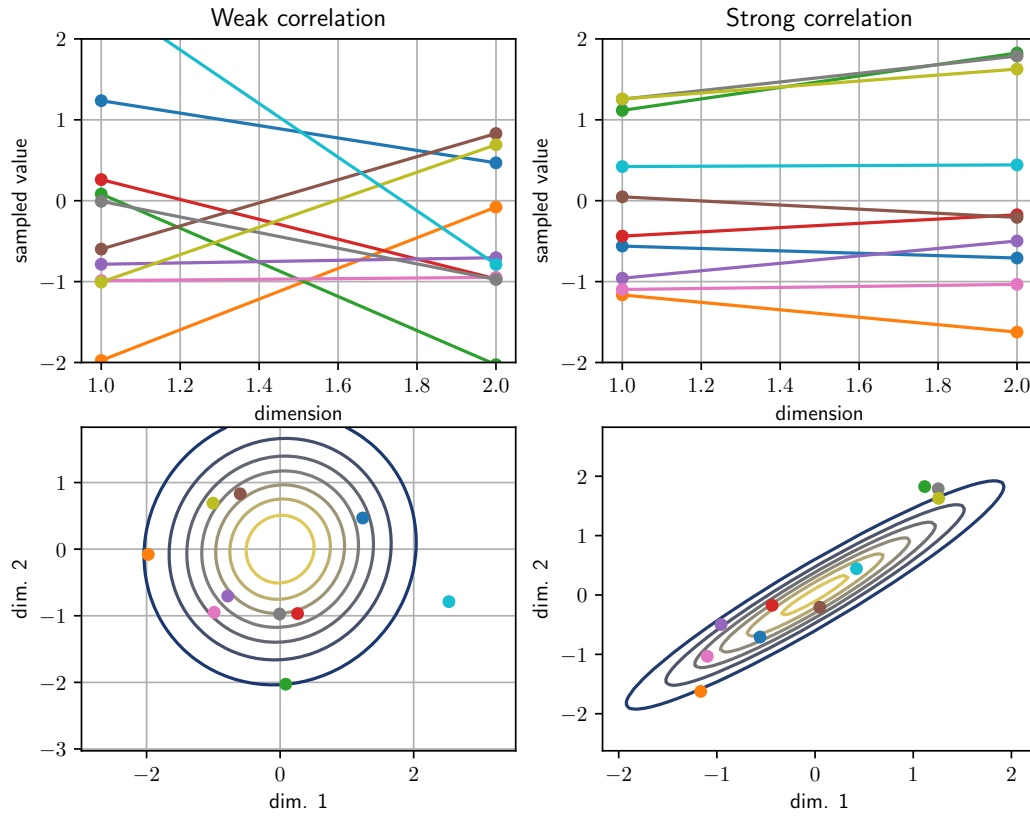 Weak correlation
Strong correlation
sampled value
2
1
0
−1
−2
1.0 1.2 1.4 1.6 1.8 2.0
dimension
sampled value
2
1
0
−1
−2
1.0 1.2 1.4 1.6 1.8 2.0
dimension
dim. 2
1
0
−1
−2
−3
−2 0 2
dim. 1
dim. 2
2
1
0
−1
−2
−2 −1 0 1 2
dim. 1